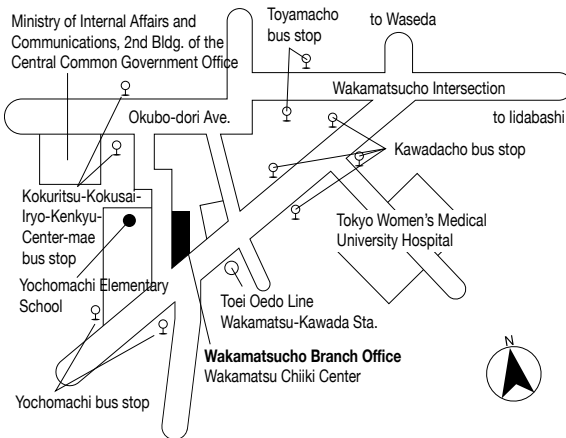 Ministry of Internal Affairs and
Communications, 2nd Bldg. of the
Central Common Government Office
Toyamacho
bus stop
to Waseda
Wakamatsucho Intersection
Okubo-dori Ave.
to Iidabashi
Kawadacho bus stop
Kokuritsu-Kokusai-
Iryo-Kenkyu-
Center-mae
bus stop
Tokyo Women's Medical
University Hospital
Yochomachi Elementary
School
Toei Oedo Line
Wakamatsu-Kawada Sta.
Wakamatsucho Branch Office
Wakamatsu Chiiki Center
Yochomachi bus stop
N